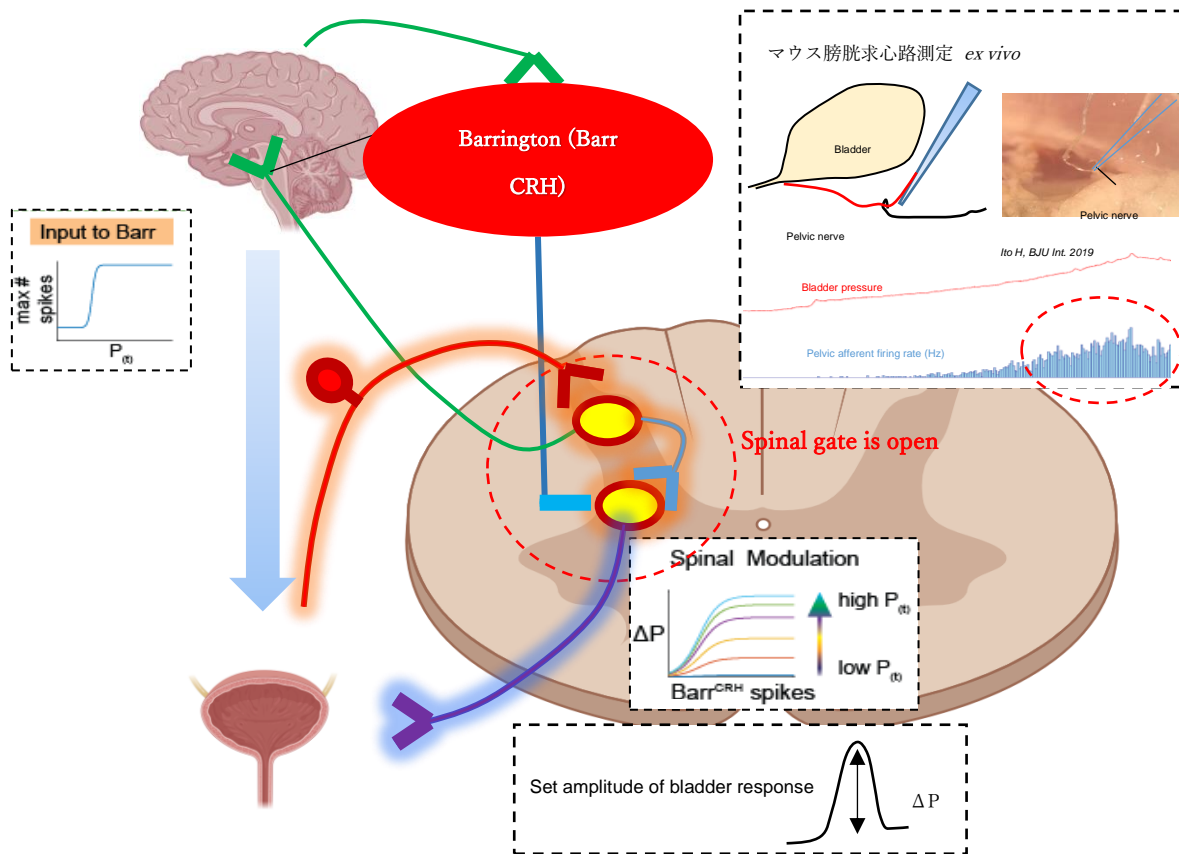 マウス膀胱求心路測定 ex vivo
Barrington (Barr
CRH)
Bladder
Pelvic nerve
Pelvic nerve
Input to Barr
max #
spikes
P(t)
Ito H, BJU Int. 2019
Bladder pressure
Pelvic afferent firing rate (Hz)
Spinal gate is open
Spinal Modulation
high P(t)
ΔP
low P(t)
BarrCRH spikes
Set amplitude of bladder response
ΔP